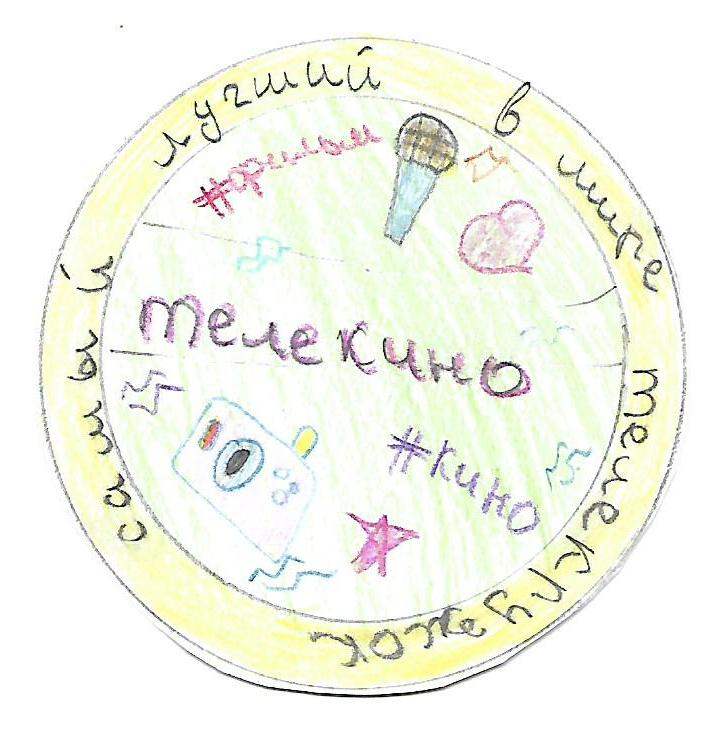 самый лучший в мире телекружок
#фильм
телекино
#кино